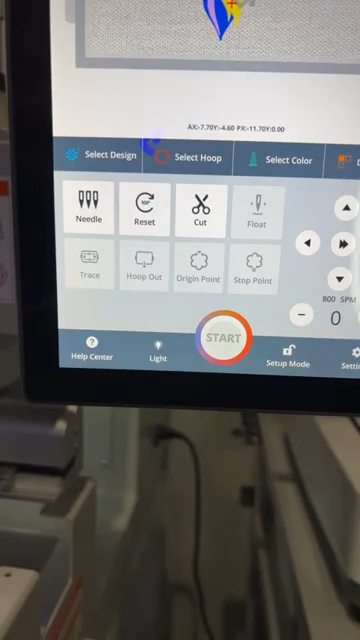 AX:-7.70Y:-4.60 PX:-11.70Y:0.00
Select Design
Select Hoop
Select Color
Needle
100°
Reset
Cut
Float
Trace
Hoop Out
Origin Point
Stop Point
800 SPM
0
START
Help Center
Light
Setup Mode